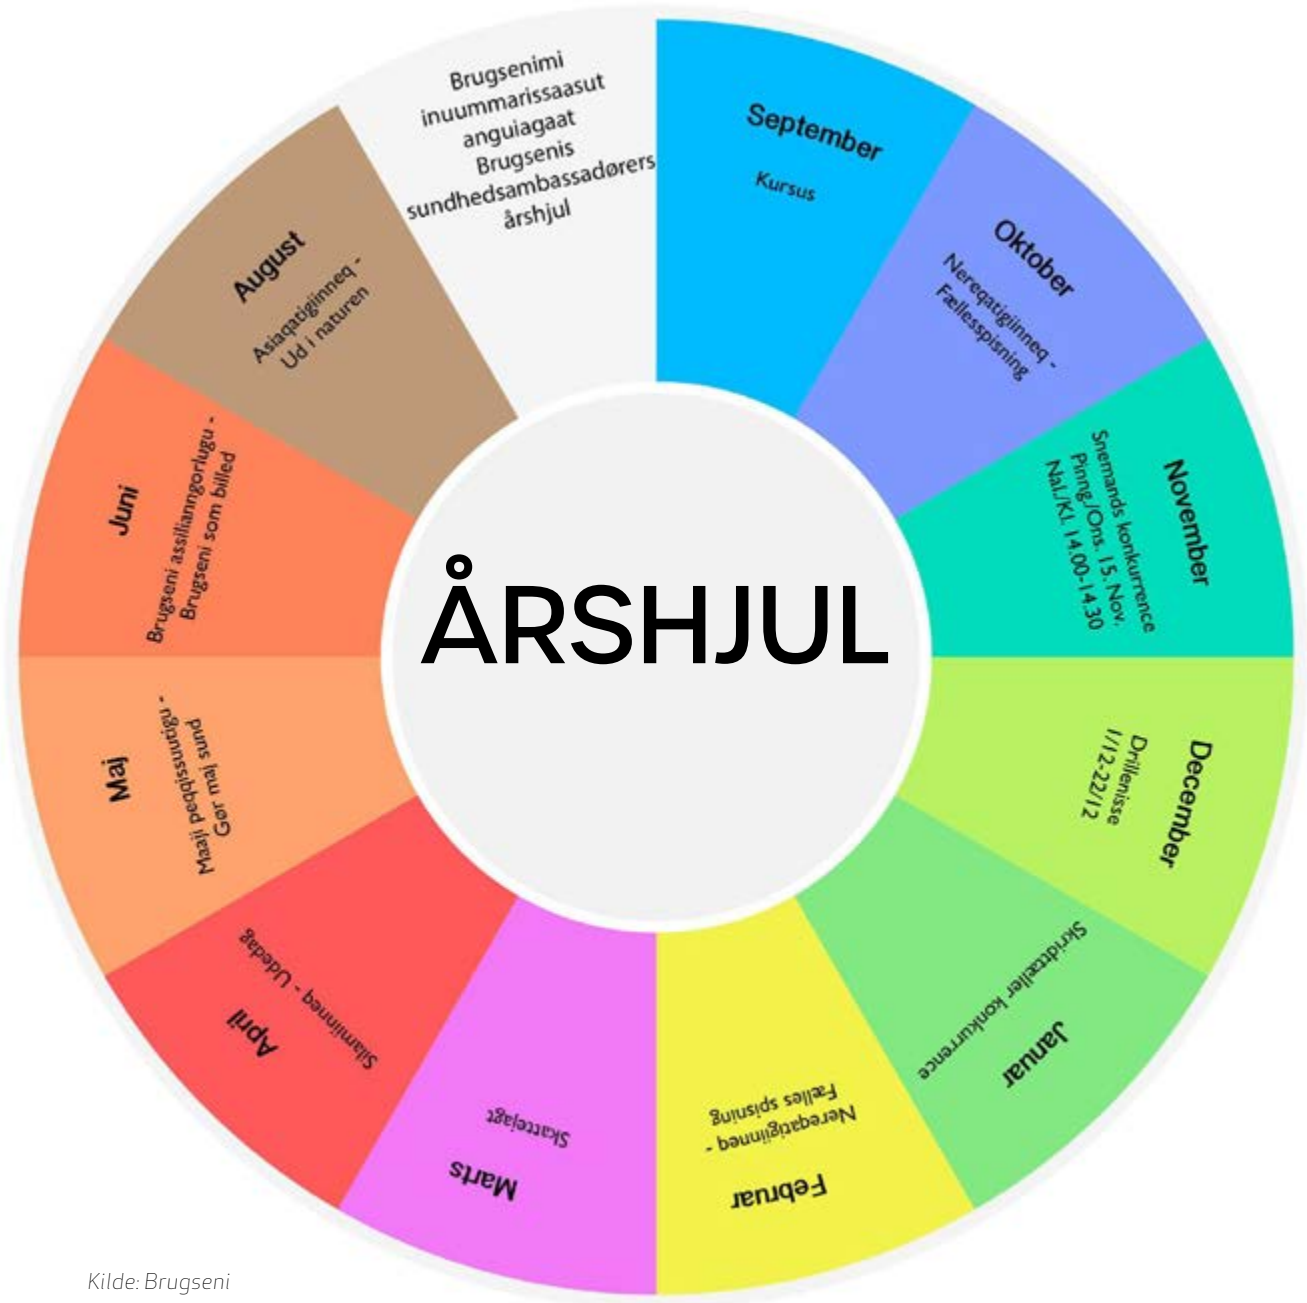 Brugsenimi
inuummarissaasut
anguiagaat
Brugsenis
sundhedsambassadørers
årshjul
September
Kursus
Oktober
Nereqatigiinneq -
Fællesspisning
November
Snemands konkurrence
Pinng./Ons. 15. Nov.
Nal./Kl. 14.00-14.30
December
Drillenisse
1/12-22/12
Januar
Skridttæller konkurrence
Februar
Nereqatigiinneq -
Fælles spisning
Marts
Skattejagt
April
Silamiinneq - Udedag
Maj
Maaji peqqissuutigu -
Gør maj sund
Juni
Brugseni assilianngorlugu -
Brugseni som billed
August
Asiaqatigiinneq -
Ud i naturen
ÅRSHJUL
Kilde: Brugseni